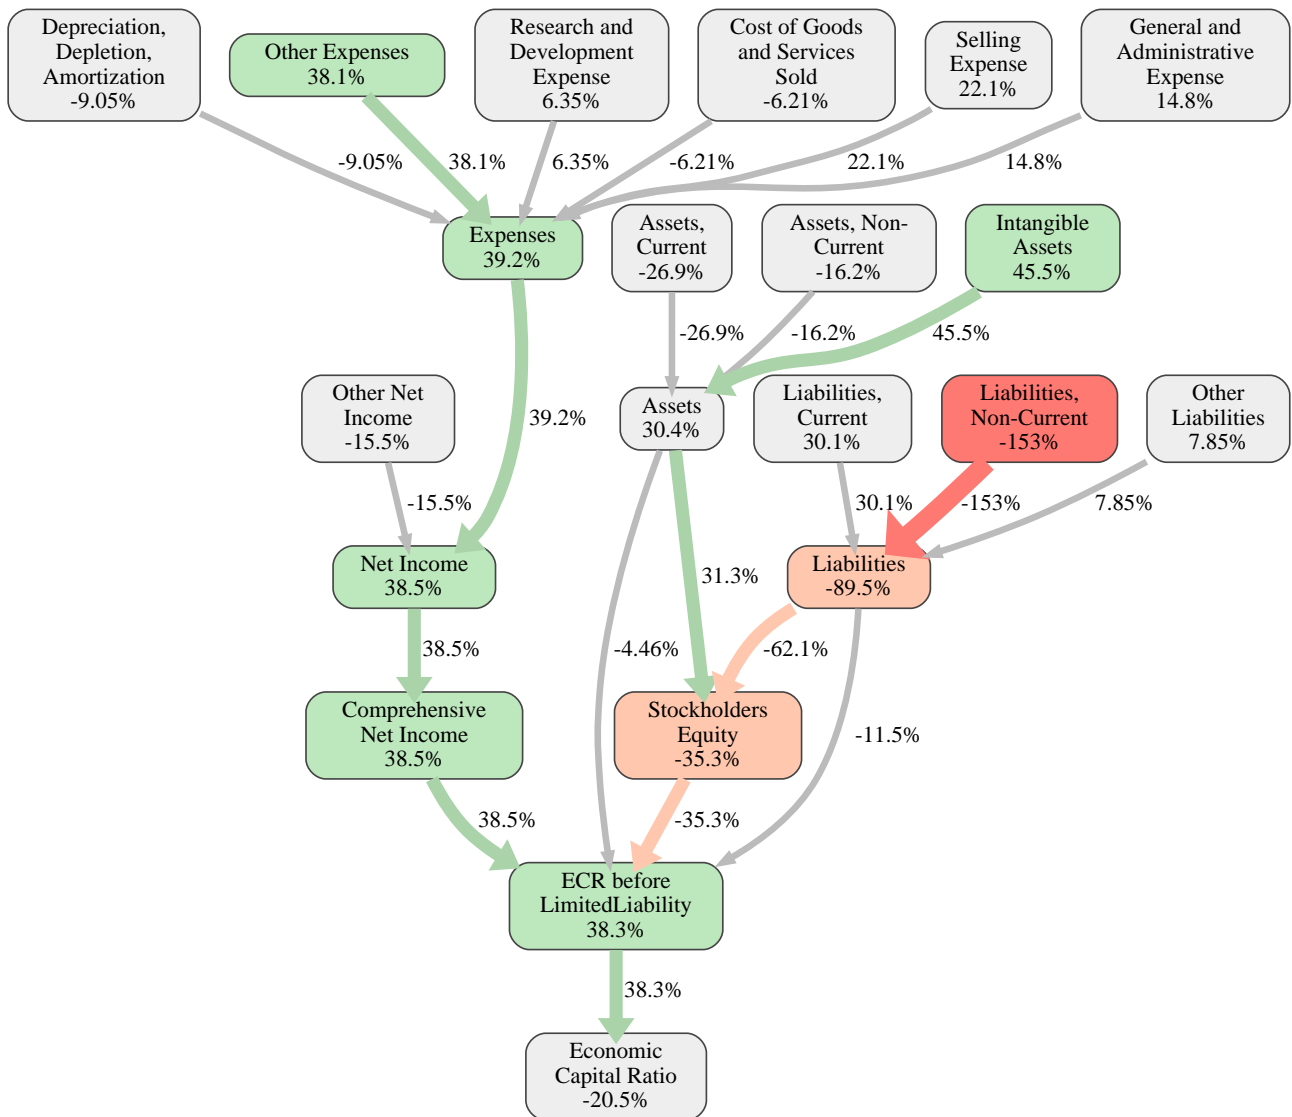 Depreciation,
Depletion,
Amortization
-9.05%
Other Expenses
38.1%
Research and
Development
Expense
6.35%
Cost of Goods
and Services
Sold
-6.21%
Selling
Expense
22.1%
General and
Administrative
Expense
14.8%
-9.05%
38.1%
6.35%
-6.21%
22.1%
14.8%
Expenses
39.2%
Assets,
Current
-26.9%
Assets, Non-
Current
-16.2%
Intangible
Assets
45.5%
-26.9%
-16.2%
45.5%
Other Net
Income
-15.5%
39.2%
Assets
30.4%
Liabilities,
Current
30.1%
Liabilities,
Non-Current
-153%
Other
Liabilities
7.85%
-15.5%
30.1%
-153%
7.85%
Net Income
38.5%
31.3%
Liabilities
-89.5%
38.5%
-4.46%
-62.1%
Comprehensive
Net Income
38.5%
Stockholders
Equity
-35.3%
-11.5%
38.5%
-35.3%
ECR before
LimitedLiability
38.3%
38.3%
Economic
Capital Ratio
-20.5%